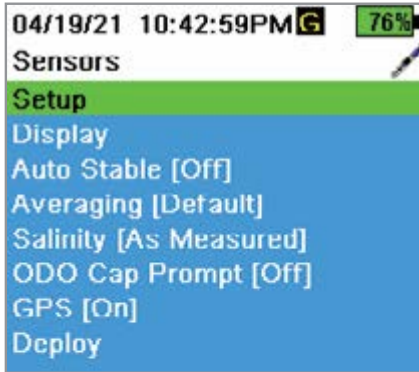 04/19/21 10:42:59PM G 76%
Sensors
Setup
Display
Auto Stable [Off]
Averaging [Default]
Salinity [As Measured]
ODO Cap Prompt [Off]
GPS [On]
Deploy